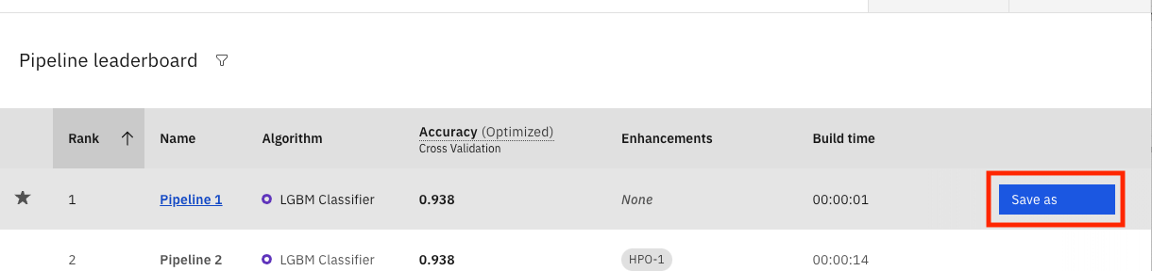 Pipeline leaderboard
Rank Name Algorithm Accuracy (Optimized) Enhancements Build time
Cross Validation
1 Pipeline 1 LGBM Classifier 0.938 None 00:00:01 Save as
2 Pipeline 2 LGBM Classifier 0.938 HPO-1 00:00:14